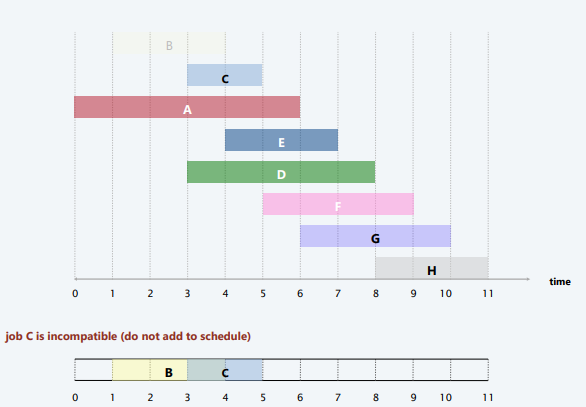 B
C
A
E
D
F
G
H
time
0 1 2 3 4 5 6 7 8 9 10 11
job C is incompatible (do not add to schedule)
B C
0 1 2 3 4 5 6 7 8 9 10 11